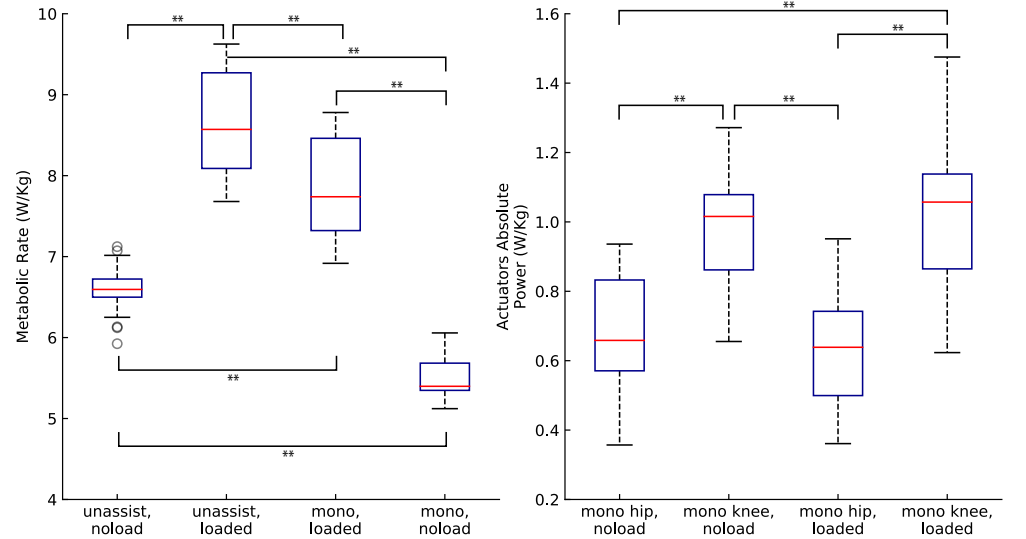 10
9
8
7
6
5
4
Metabolic Rate (W/Kg)
**
**
**
**
**
**
unassist,
noload
unassist,
loaded
mono,
loaded
mono,
noload
1.6
1.4
1.2
1.0
0.8
0.6
0.4
0.2
Actuators Absolute
Power (W/Kg)
**
**
**
**
mono hip,
noload
mono knee,
noload
mono hip,
loaded
mono knee,
loaded